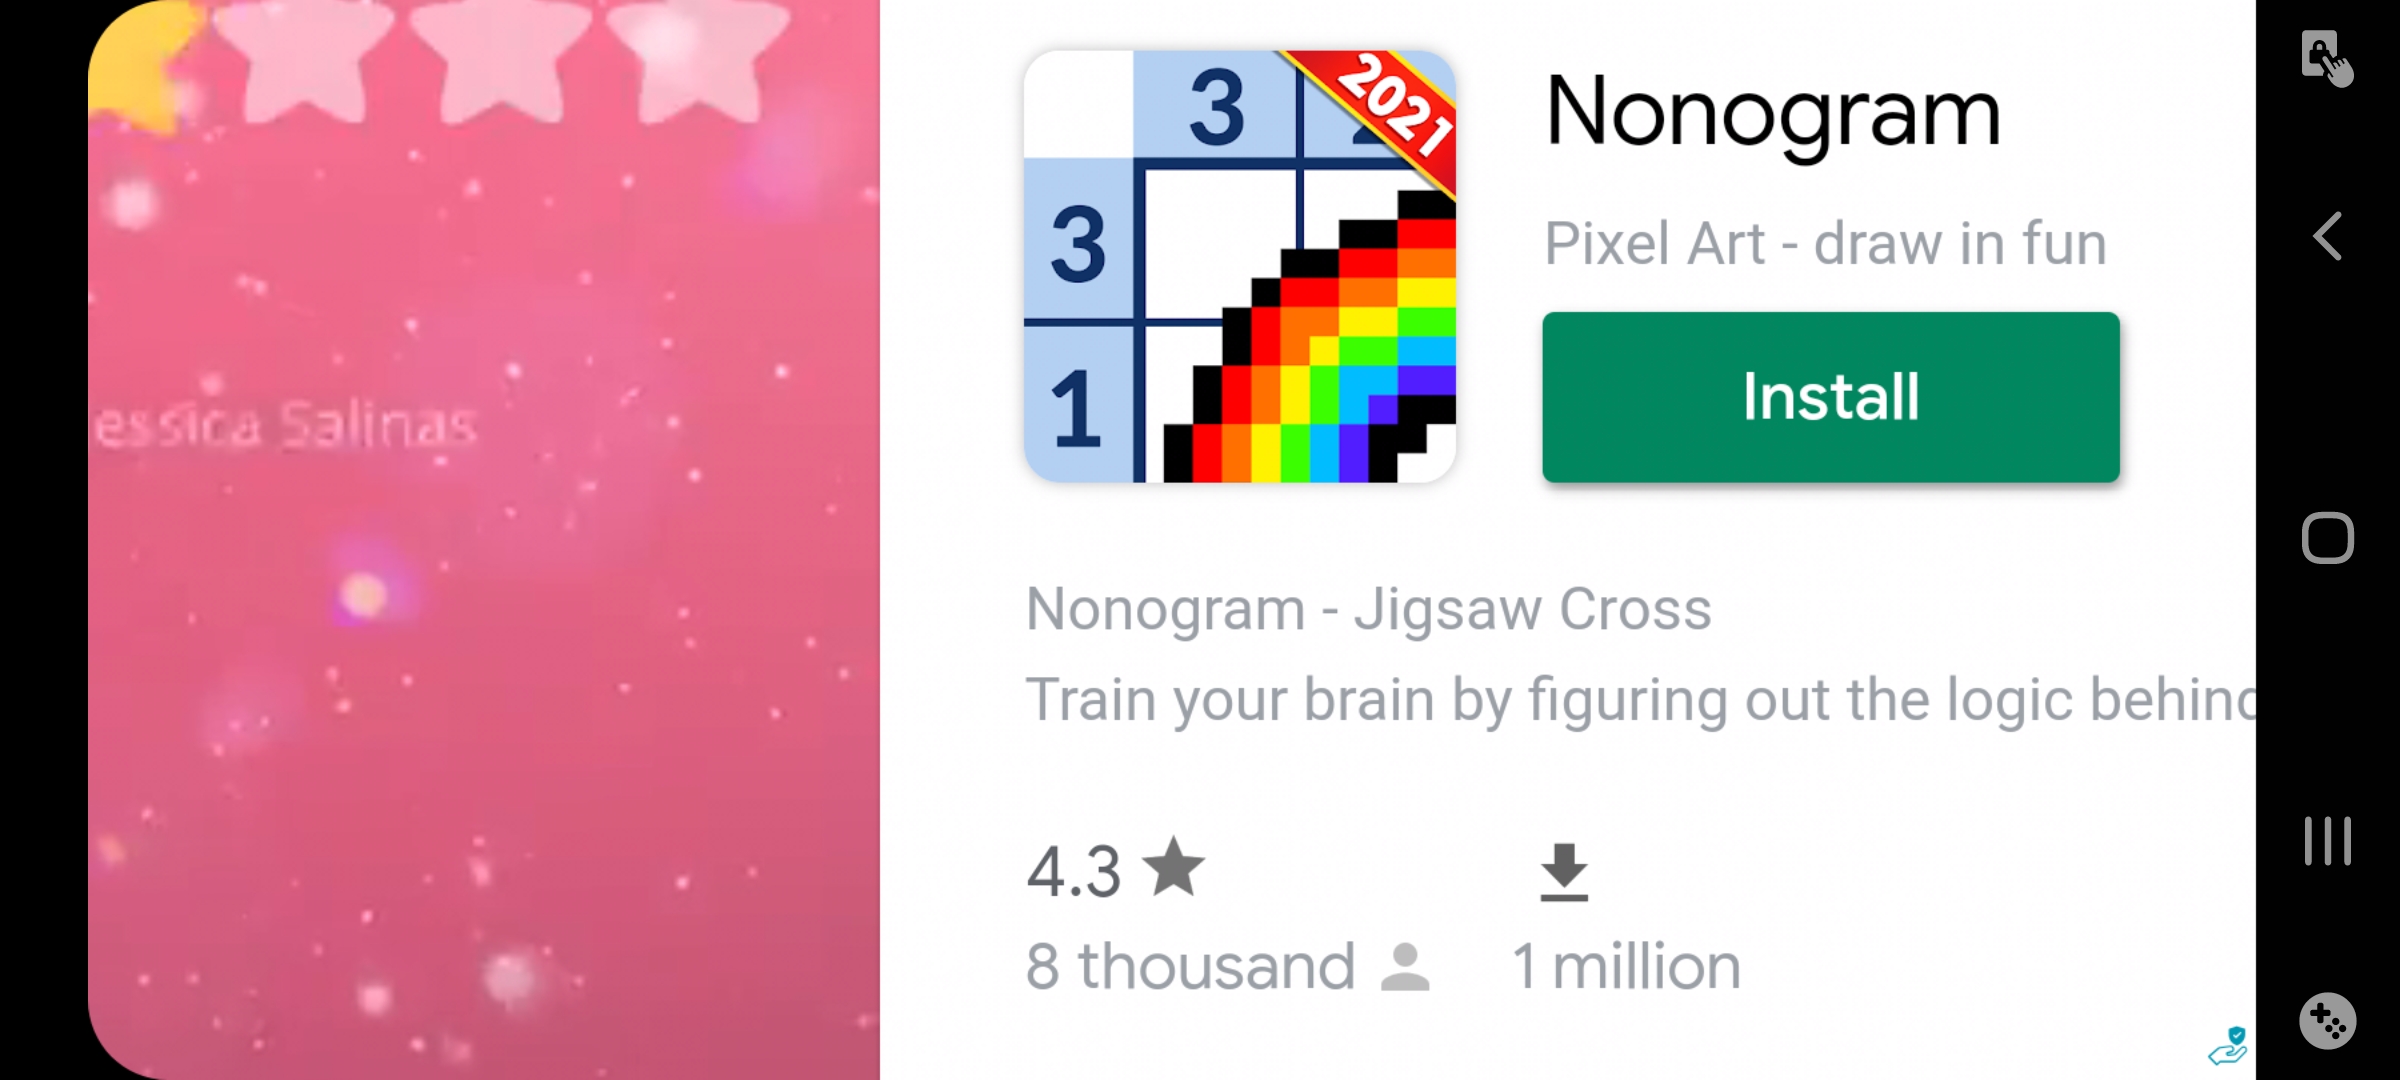 essica Salinas
3
2021
3
1
Nonogram
Pixel Art - draw in fun
Install
Nonogram - Jigsaw Cross
Train your brain by figuring out the logic behind
4.3
8 thousand
1 million